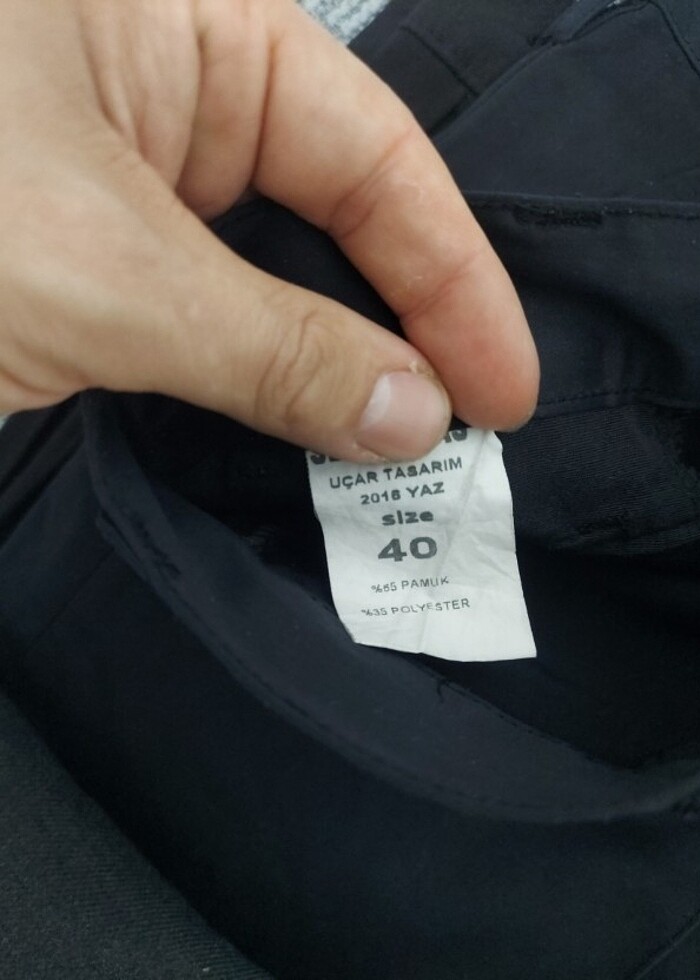 UÇAR TASARIM
2016 YAZ
size
40
%65 PAMUK
%35 POLYESTER